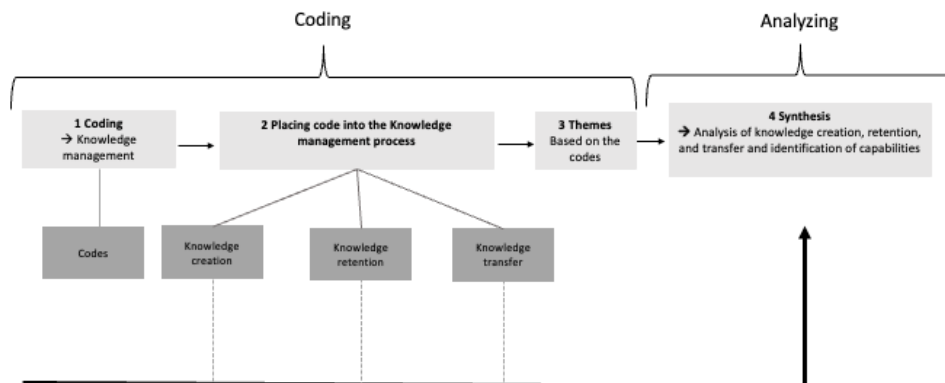 Coding
Analyzing
1 Coding
→ Knowledge
management
2 Placing code into the Knowledge
management process
3 Themes
Based on the
codes
4 Synthesis
→ Analysis of knowledge creation, retention,
and transfer and identification of capabilities
Codes
Knowledge
creation
Knowledge
retention
Knowledge
transfer